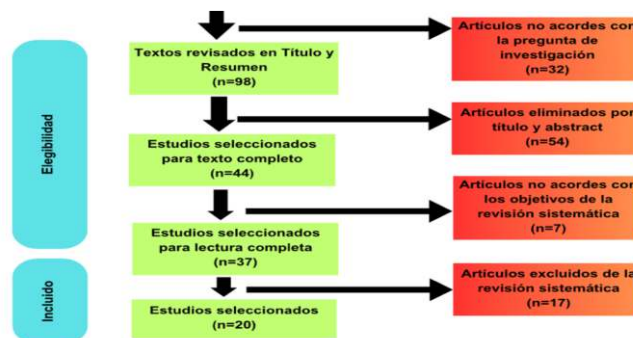 Artículos no acordes con
la pregunta de
investigación
(n=32)
Textos revisados en Título y
Resumen
(n=98)
Artículos eliminados por
título y abstract
(n=54)
Elegibilidad
Estudios seleccionados
para texto completo
(n=44)
Artículos no acordes con
los objetivos de la
revisión sistemática
(n=7)
Estudios seleccionados
para lectura completa
(n=37)
Artículos excluidos de la
revisión sistemática
(n=17)
Incluido
Estudios seleccionados
(n=20)